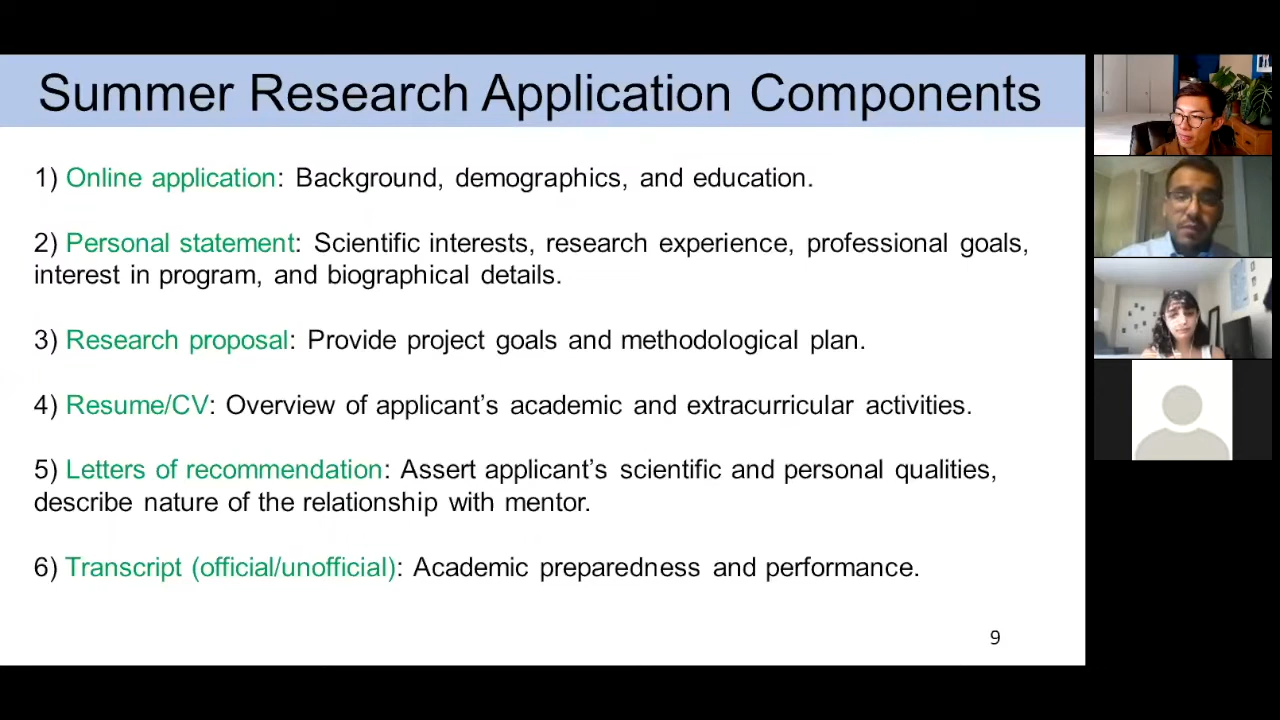 Summer Research Application Components
1) Online application: Background, demographics, and education.
2) Personal statement: Scientific interests, research experience, professional goals,
interest in program, and biographical details.
3) Research proposal: Provide project goals and methodological plan.
4) Resume/CV: Overview of applicant’s academic and extracurricular activities.
5) Letters of recommendation: Assert applicant’s scientific and personal qualities,
describe nature of the relationship with mentor.
6) Transcript (official/unofficial): Academic preparedness and performance.
9